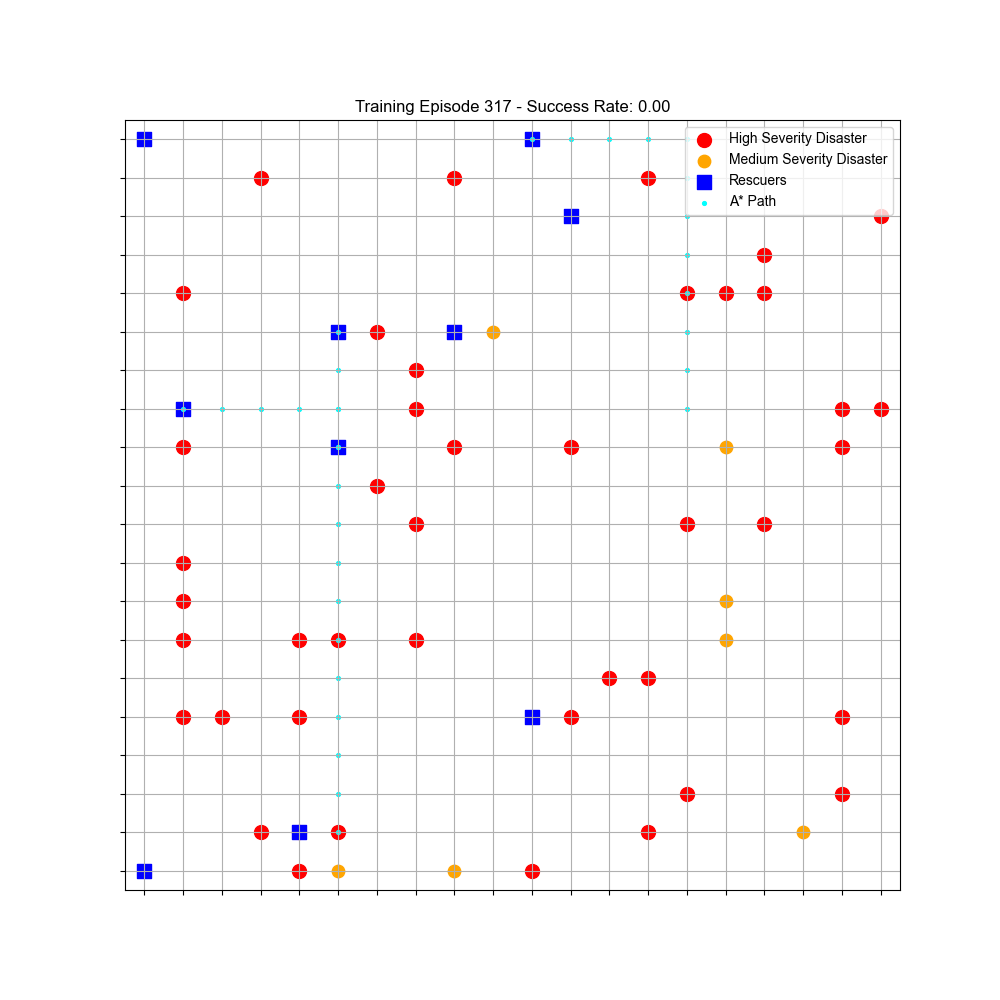 Training Episode 317 - Success Rate: 0.00
High Severity Disaster
Medium Severity Disaster
Rescuers
A* Path